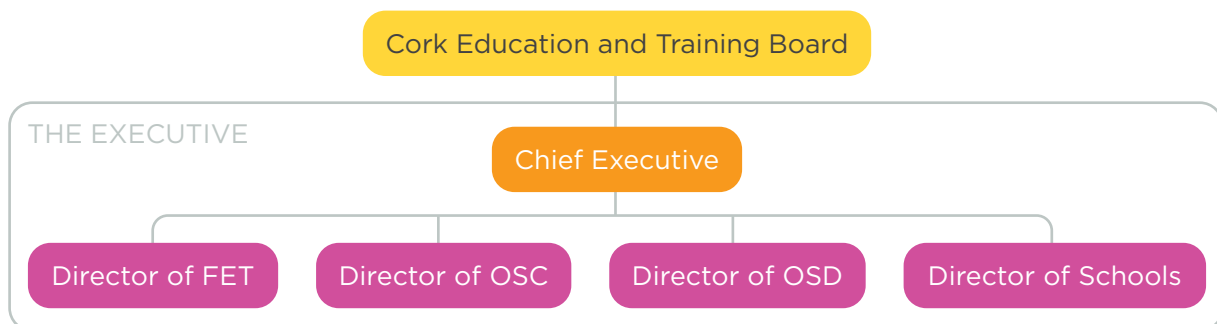 Cork Education and Training Board
THE EXECUTIVE
Chief Executive
Director of FET
Director of OSC
Director of OSD
Director of Schools